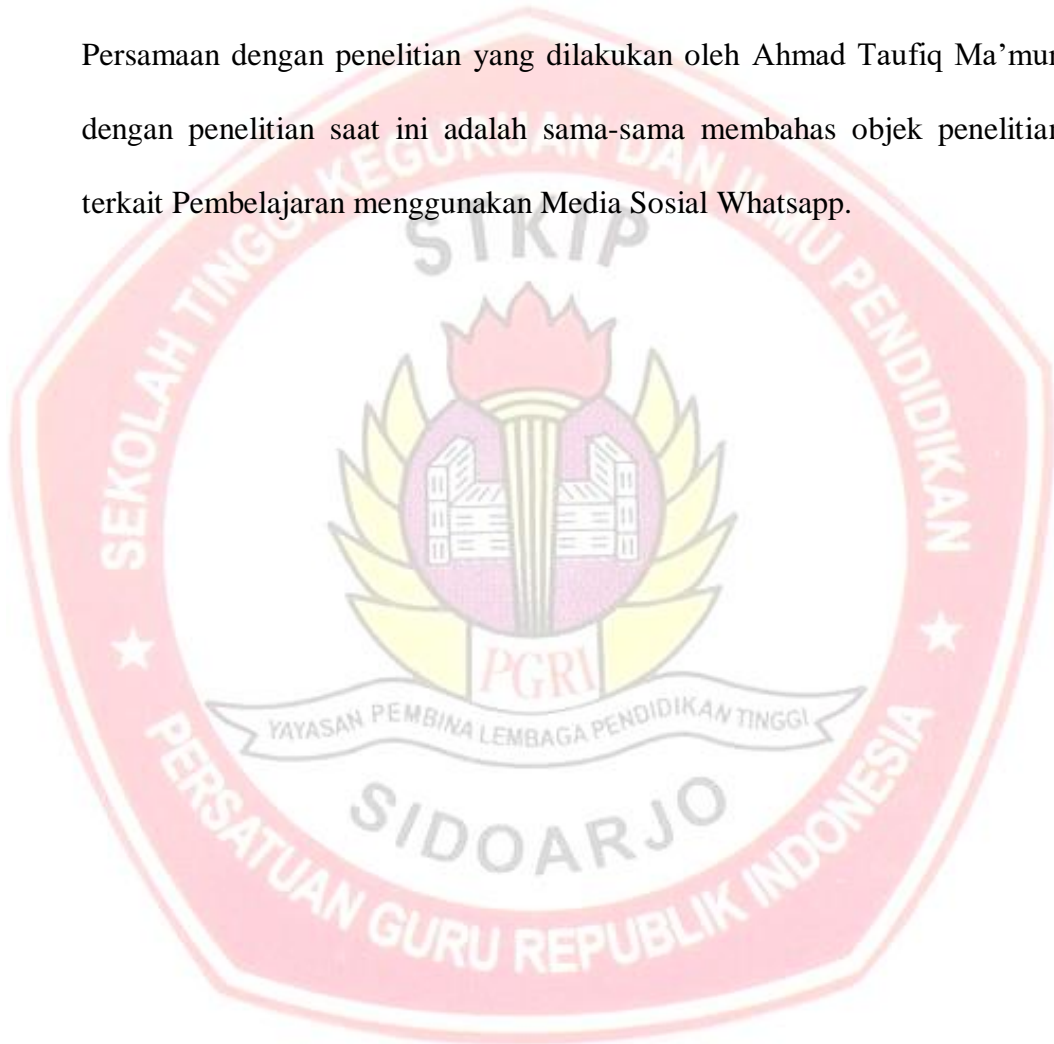 Persamaan dengan penelitian yang dilakukan oleh Ahmad Taufiq Ma’mur
dengan penelitian saat ini adalah sama-sama membahas objek penelitian
terkait Pembelajaran menggunakan Media Sosial Whatsapp.
SEKOLAH TINGGI KEGURUAN DAN ILMU PENDIDIKAN
STKIP
PGRI
YAYASAN PEMBINA LEMBAGA PENDIDIKAN TINGGI
SIDOARJO
PERSATUAN GURU REPUBLIK INDONESIA